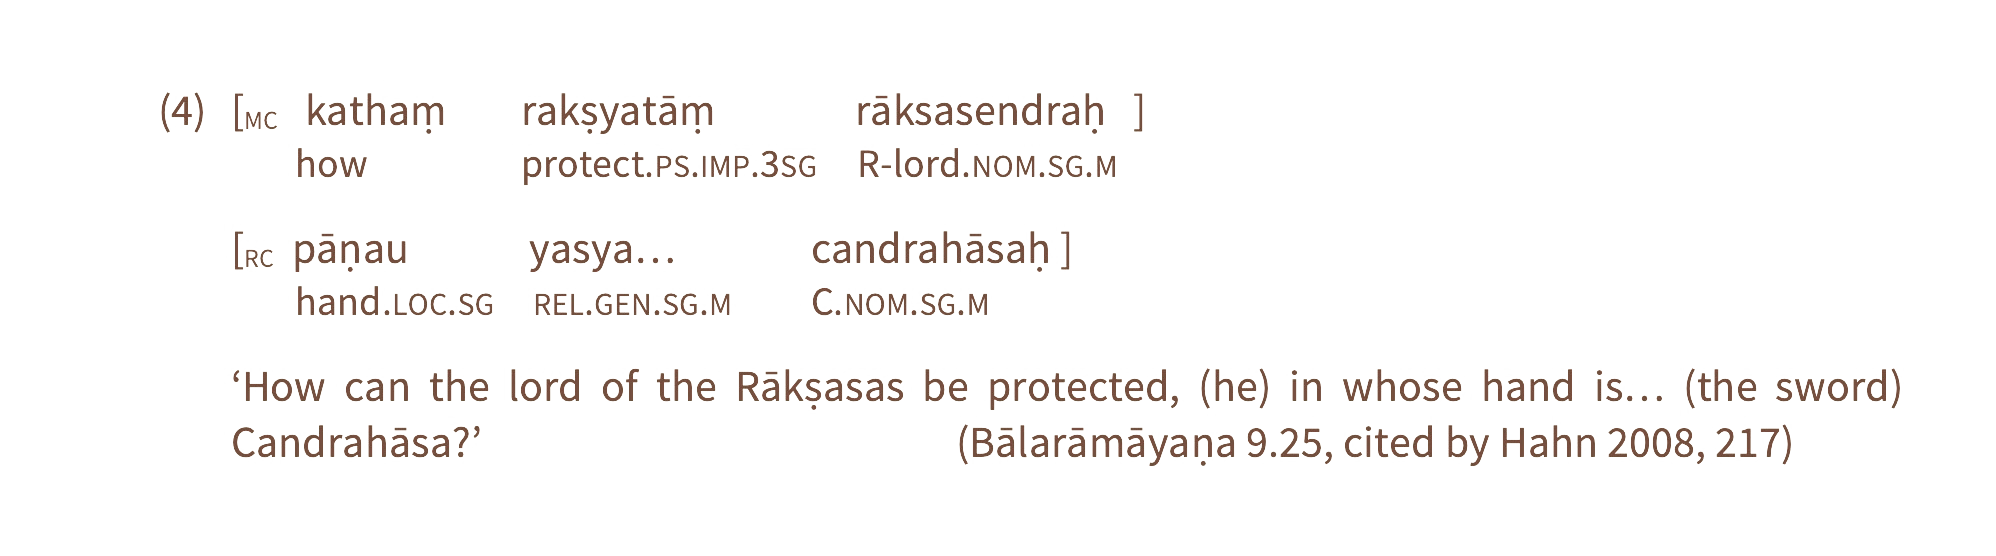 (4) [MC kathaṃ rakṣyatāṃ rāksasendraḥ ]
how protect.PS.IMP.3SG R-lord.NOM.SG.M
[RC pāṇau yasya… candrahāsaḥ ]
hand.LOC.SG REL.GEN.SG.M C.NOM.SG.M
‘How can the lord of the Rākṣasas be protected, (he) in whose hand is… (the sword)
Candrahāsa?’ (Bālarāmāyaṇa 9.25, cited by Hahn 2008, 217)